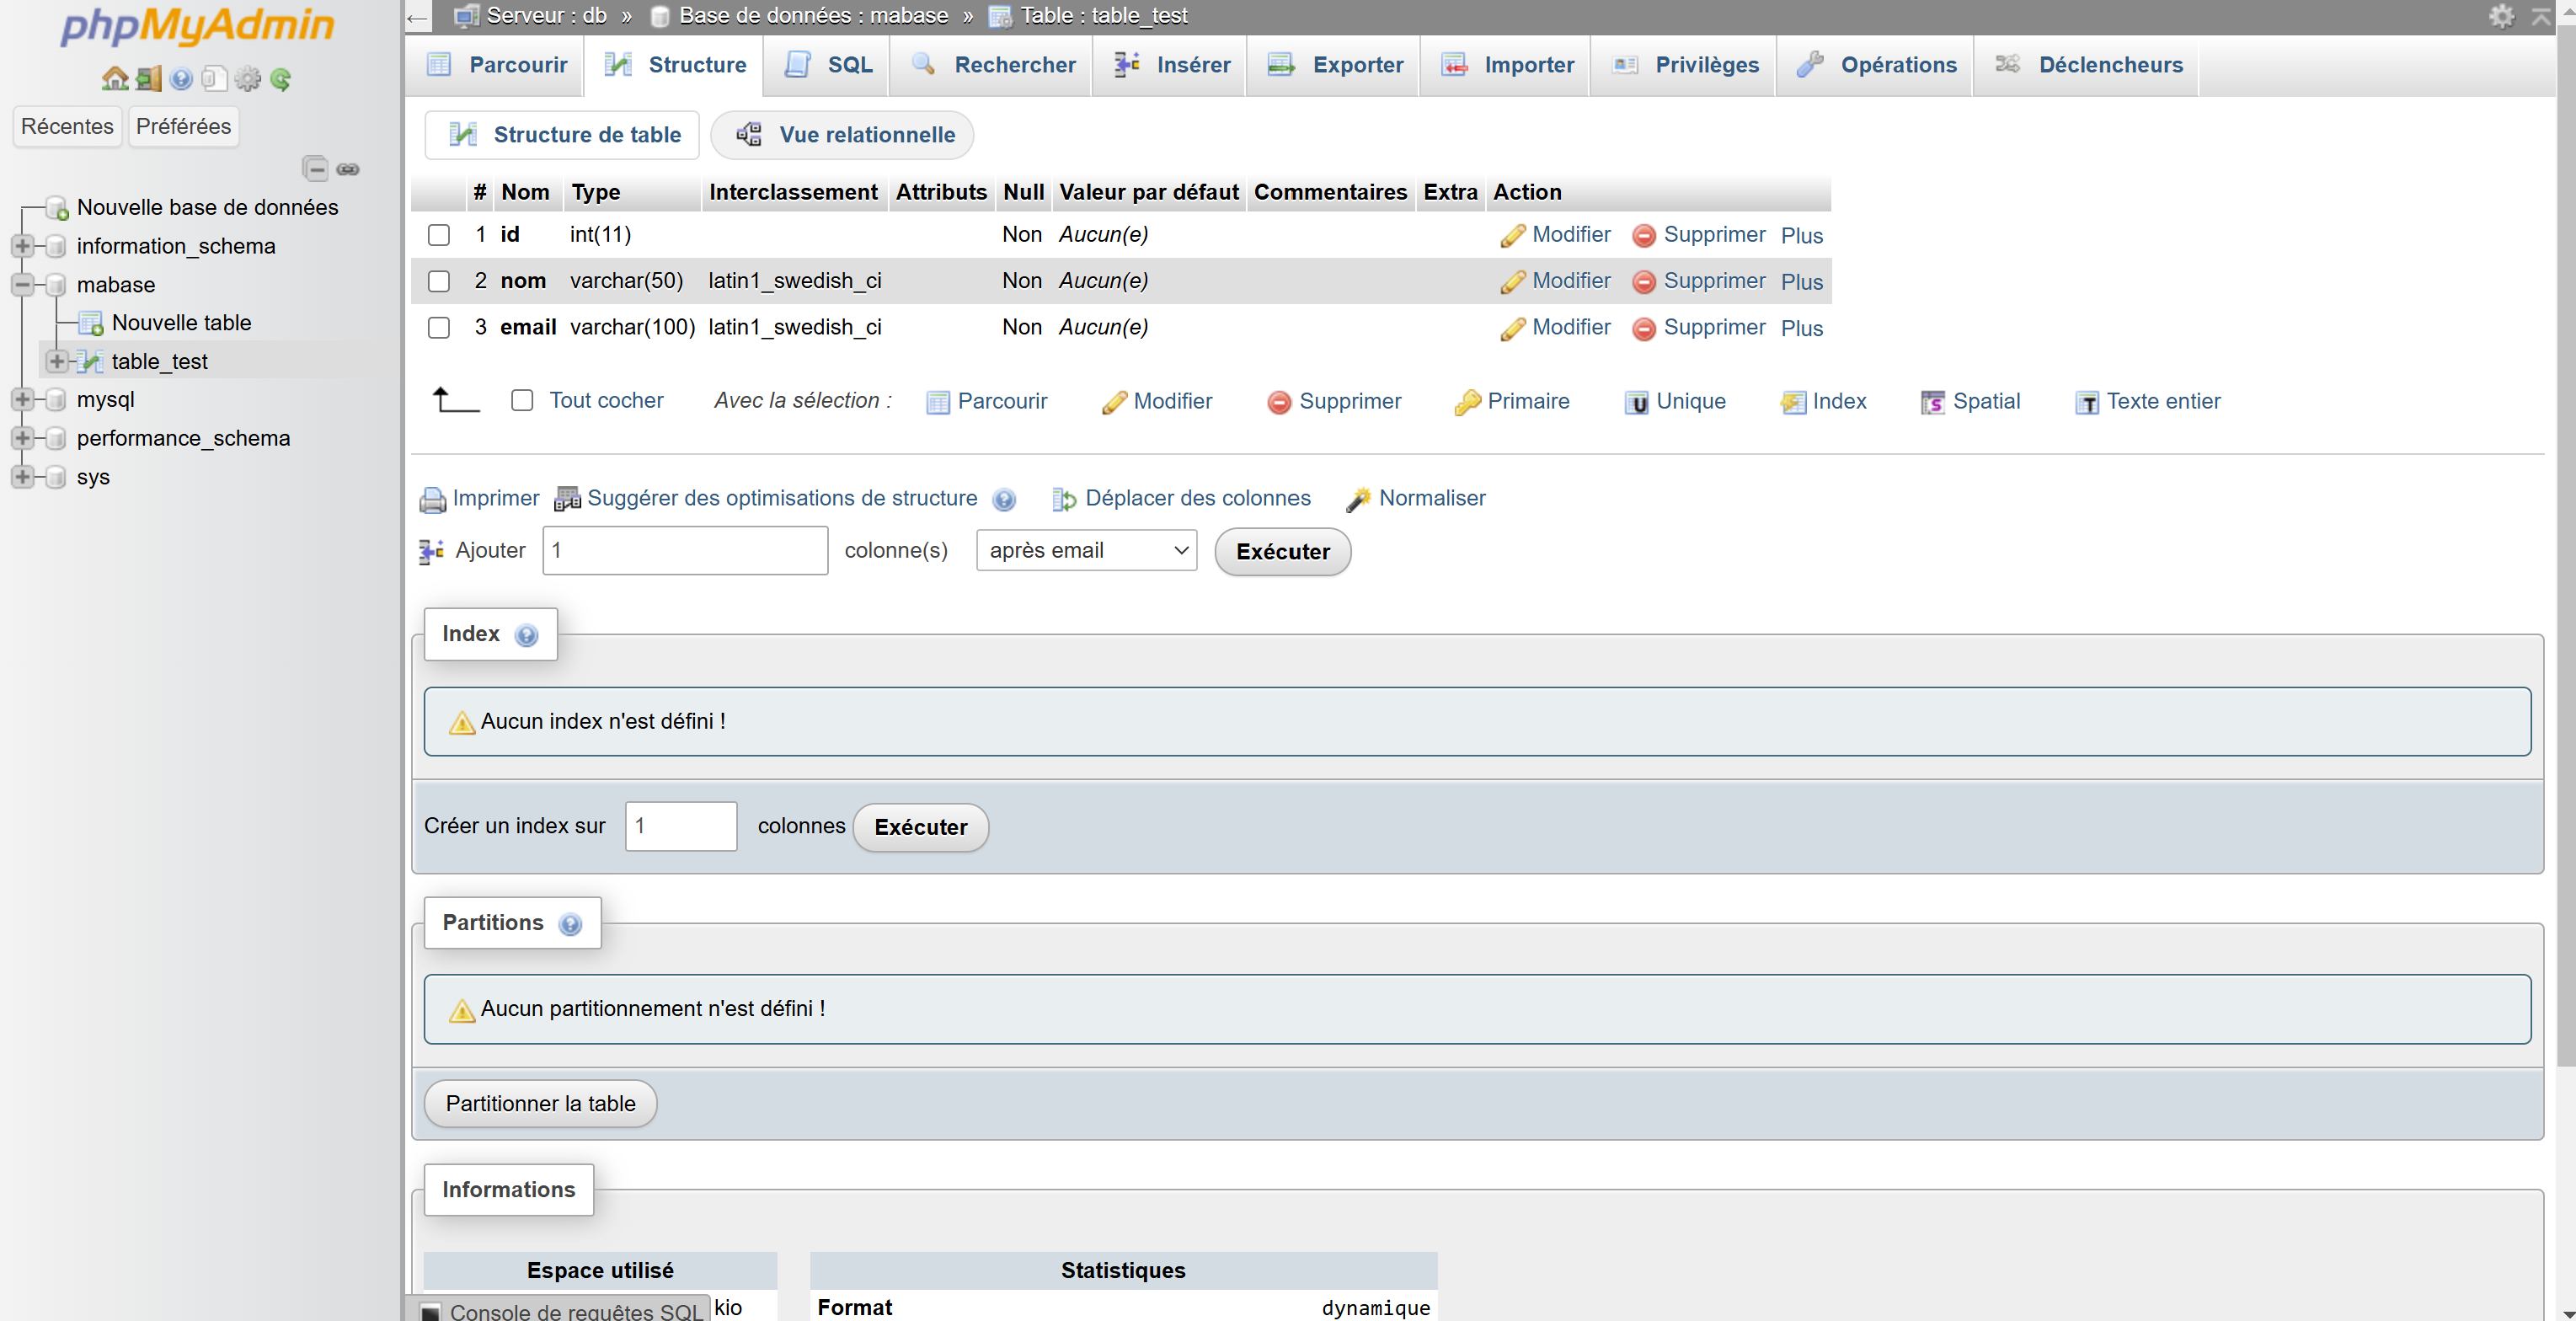 phpMyAdmin
Récentes Préférées
Nouvelle base de données
information_schema
mabase
Nouvelle table
table_test
mysql
performance_schema
sys
Serveur : db » Base de données : mabase » Table : table_test
Parcourir Structure SQL Rechercher Insérer Exporter Importer Privilèges Opérations Déclencheurs
Structure de table Vue relationnelle
# Nom Type Interclassement Attributs Null Valeur par défaut Commentaires Extra Action
1 id int(11) Non Aucun(e) Modifier Supprimer Plus
2 nom varchar(50) latin1_swedish_ci Non Aucun(e) Modifier Supprimer Plus
3 email varchar(100) latin1_swedish_ci Non Aucun(e) Modifier Supprimer Plus
Tout cocher Avec la sélection : Parcourir Modifier Supprimer Primaire Unique Index Spatial Texte entier
Imprimer Suggérer des optimisations de structure Déplacer des colonnes Normaliser
Ajouter 1 colonne(s) après email Exécuter
Index
Aucun index n'est défini !
Créer un index sur 1 colonnes Exécuter
Partitions
Aucun partitionnement n'est défini !
Partitionner la table
Informations
Espace utilisé Statistiques
Console de requêtes SQL kio Format dynamique